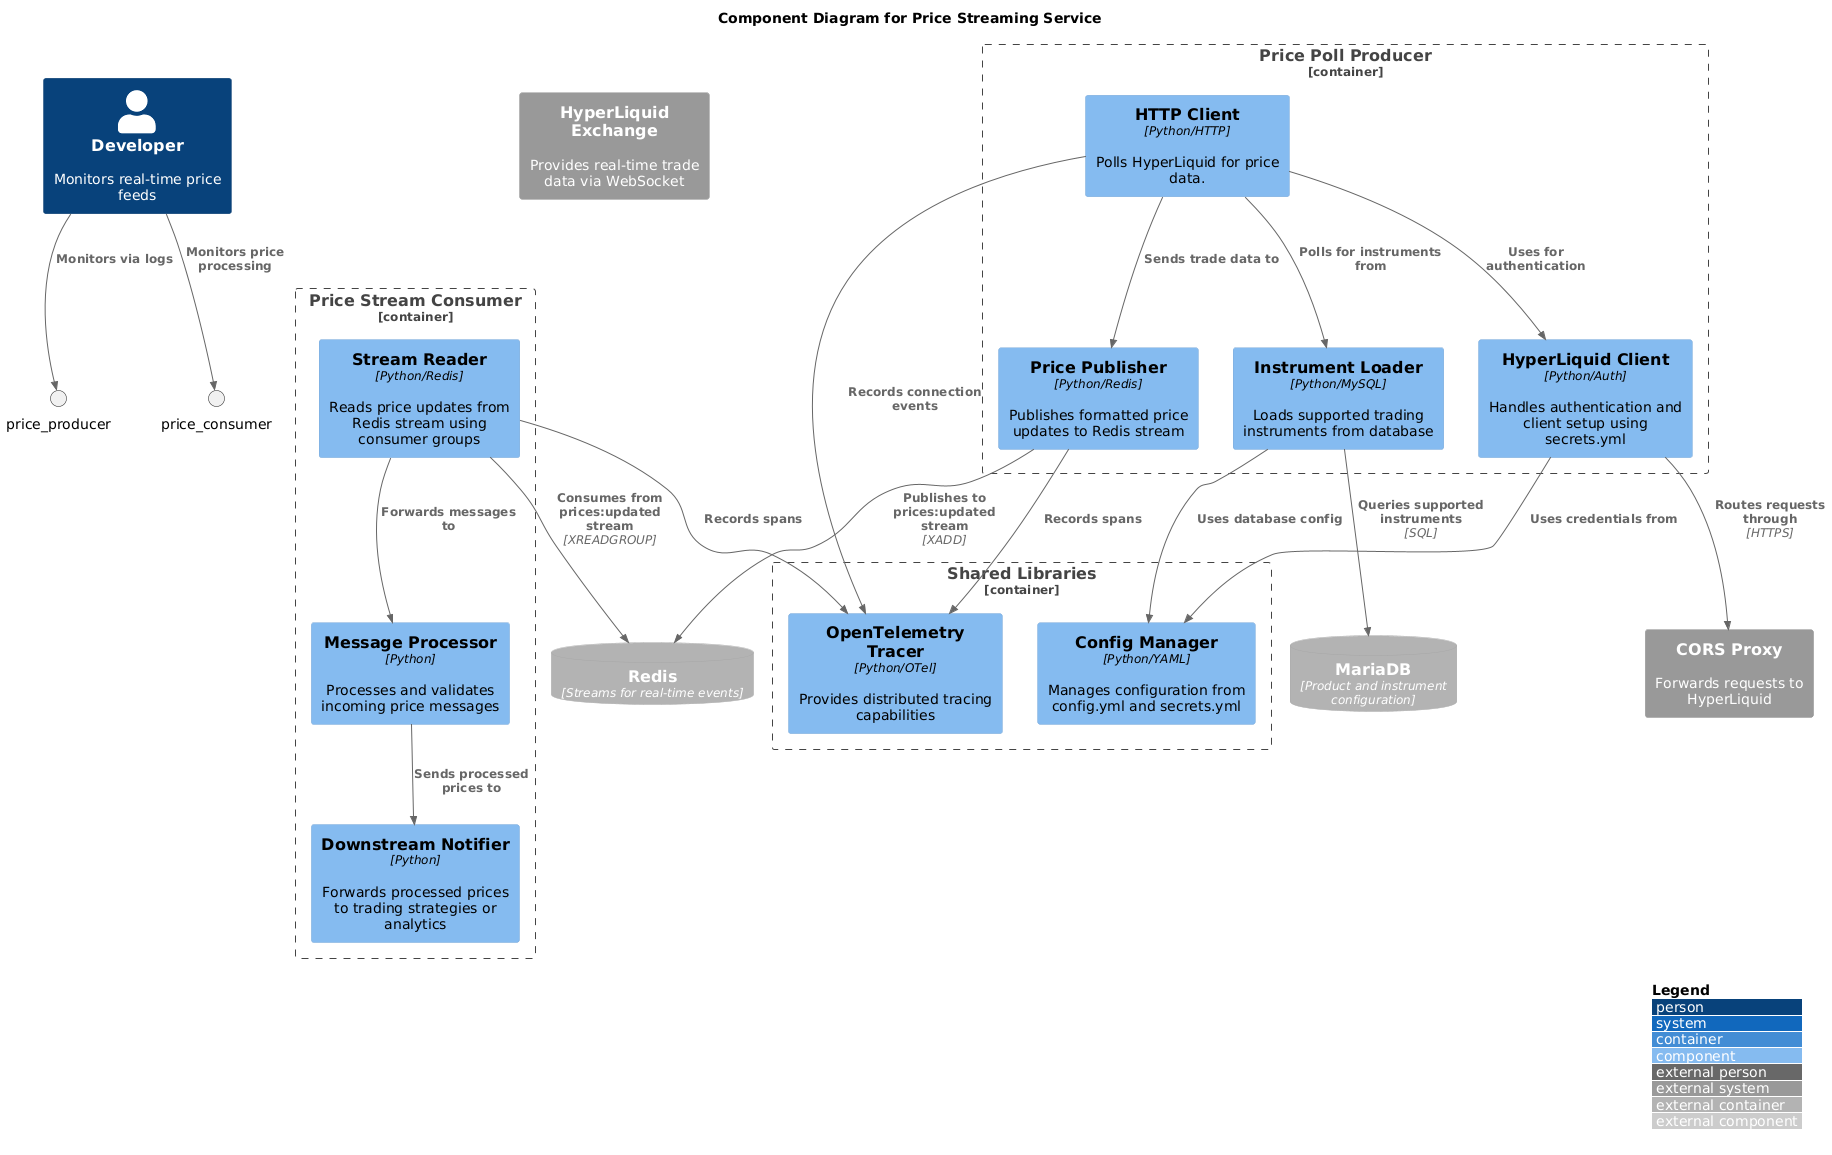 Component Diagram for Price Streaming Service
Developer
Monitors real-time price
feeds
HyperLiquid
Exchange
Provides real-time trade
data via WebSocket
Price Poll Producer
[container]
HTTP Client
[Python/HTTP]
Polls HyperLiquid for price
data.
Monitors via logs
Monitors price
processing
Sends trade data to
Polls for instruments
from
Uses for
authentication
price_producer
price_consumer
Price Stream Consumer
[container]
Stream Reader
[Python/Redis]
Reads price updates from
Redis stream using
consumer groups
Records connection
events
Price Publisher
[Python/Redis]
Publishes formatted price
updates to Redis stream
Instrument Loader
[Python/MySQL]
Loads supported trading
instruments from database
HyperLiquid Client
[Python/Auth]
Handles authentication and
client setup using
secrets.yml
Forwards messages
to
Consumes from
prices:updated
stream
[XREADGROUP]
Records spans
Publishes to
prices:updated
stream
[XADD]
Records spans
Uses database config
Queries supported
instruments
[SQL]
Uses credentials from
Routes requests
through
[HTTPS]
Message Processor
[Python]
Processes and validates
incoming price messages
Redis
[Streams for real-time events]
Shared Libraries
[container]
OpenTelemetry
Tracer
[Python/OTel]
Provides distributed tracing
capabilities
Config Manager
[Python/YAML]
Manages configuration from
config.yml and secrets.yml
MariaDB
[Product and instrument
configuration]
CORS Proxy
Forwards requests to
HyperLiquid
Sends processed
prices to
Downstream Notifier
[Python]
Forwards processed prices
to trading strategies or
analytics
Legend
person
system
container
component
external person
external system
external container
external component